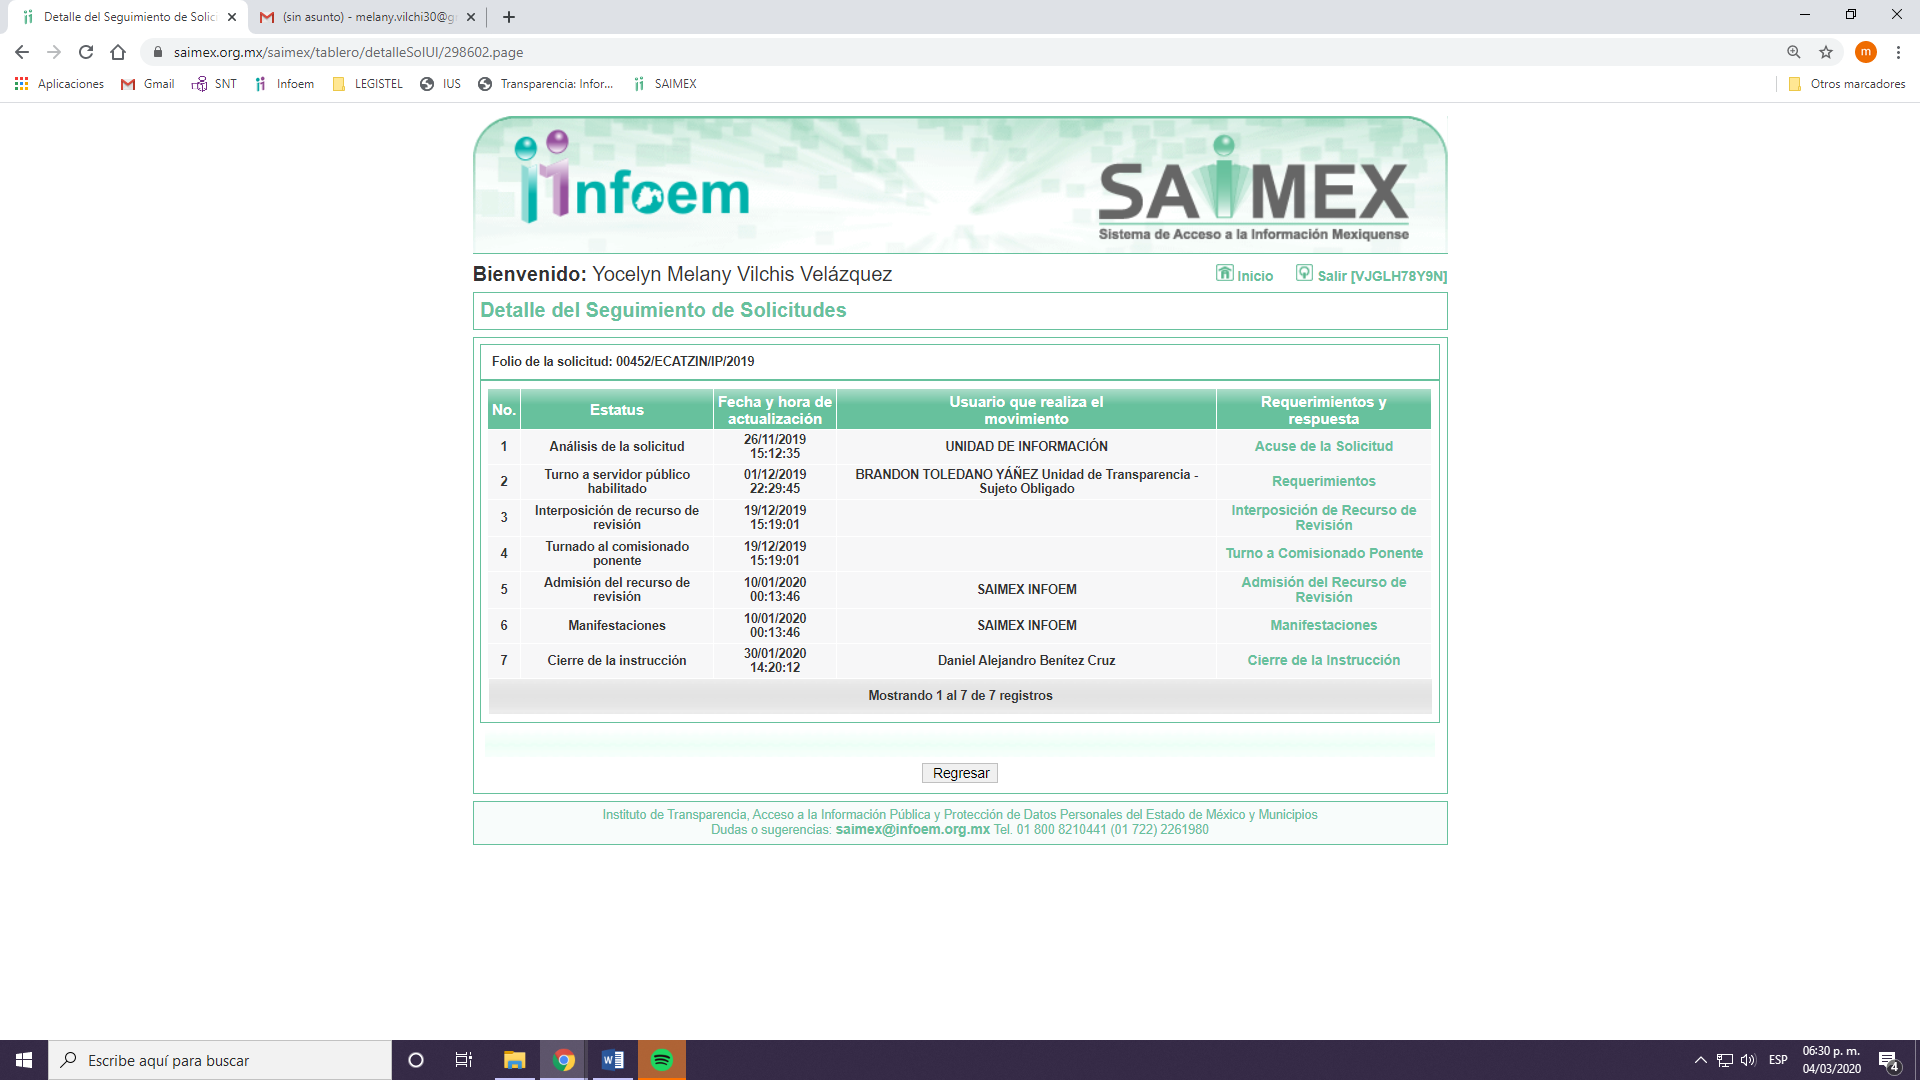 Detalle del Seguimiento de Solici
(sin asunto) - melany.vilchi30@g
saimex.org.mx/saimex/tablero/detalleSolUI/298602.page
m
Aplicaciones
Gmail
SNT
Infoem
LEGISTEL
IUS
Transparencia: Infor...
SAIMEX
Otros marcadores
infoem
SAIMEX
Sistema de Acceso a la Información Mexiquense
Bienvenido: Yocelyn Melany Vilchis Velázquez
Inicio
Salir [VJGLH78Y9N]
Detalle del Seguimiento de Solicitudes
Folio de la solicitud: 00452/ECATZIN/IP/2019
No.
Estatus
Fecha y hora de
actualización
Usuario que realiza el
movimiento
Requerimientos y
respuesta
1
Análisis de la solicitud
26/11/2019
15:12:35
UNIDAD DE INFORMACIÓN
Acuse de la Solicitud
2
Turno a servidor público
habilitado
01/12/2019
22:29:45
BRANDON TOLEDANO YÁÑEZ Unidad de Transparencia -
Sujeto Obligado
Requerimientos
3
Interposición de recurso de
revisión
19/12/2019
15:19:01
Interposición de Recurso de
Revisión
4
Turnado al comisionado
ponente
19/12/2019
15:19:01
Turno a Comisionado Ponente
5
Admisión del recurso de
revisión
10/01/2020
00:13:46
SAIMEX INFOEM
Admisión del Recurso de
Revisión
6
Manifestaciones
10/01/2020
00:13:46
SAIMEX INFOEM
Manifestaciones
7
Cierre de la instrucción
30/01/2020
14:20:12
Daniel Alejandro Benítez Cruz
Cierre de la Instrucción
Mostrando 1 al 7 de 7 registros
Regresar
Instituto de Transparencia, Acceso a la Información Pública y Protección de Datos Personales del Estado de México y Municipios
Dudas o sugerencias: saimex@infoem.org.mx Tel. 01 800 8210441 (01 722) 2261980
Escribe aquí para buscar
ESP
06:30 p. m.
04/03/2020
4